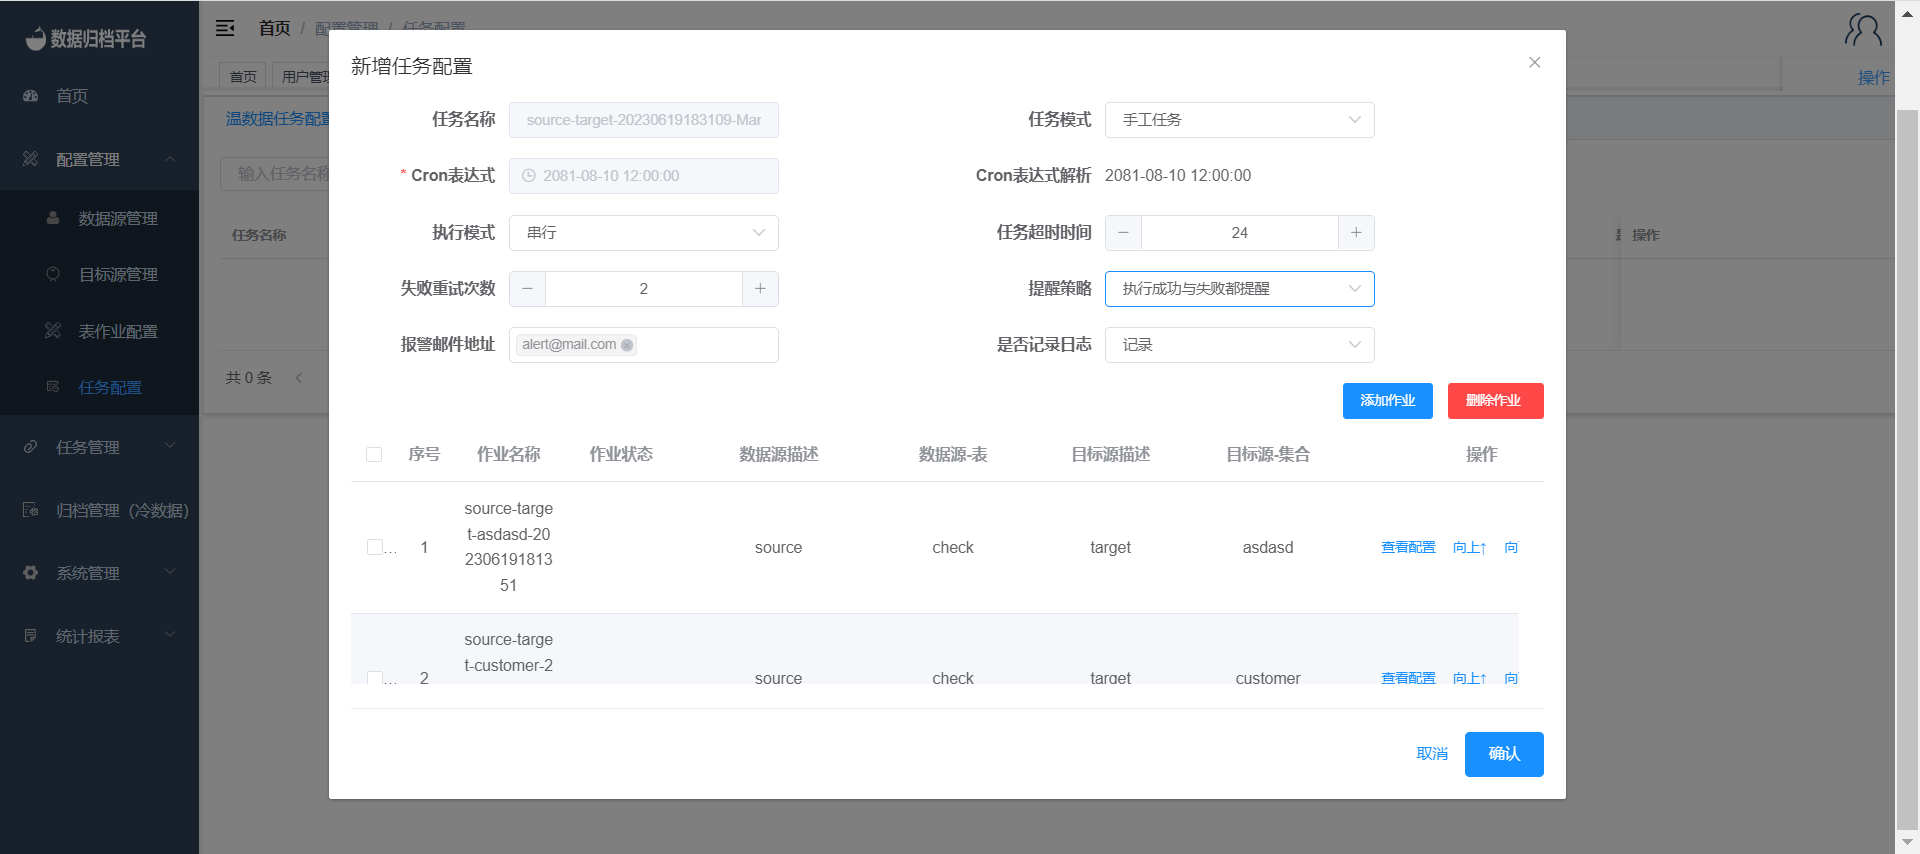 数据归档平台
首页
配置管理
数据源管理
目标源管理
表作业配置
任务配置
任务管理
归档管理（冷数据）
系统管理
统计报表
首页 / 配置管理 / 任务配置
首页
用户管理
操作
温数据任务配置
输入任务名称
任务名称
操作
共 0 条
新增任务配置
任务名称 source-target-20230619183109-Mar
任务模式 手工任务
* Cron表达式 2081-08-10 12:00:00
Cron表达式解析 2081-08-10 12:00:00
执行模式 串行
任务超时时间 − 24 +
失败重试次数 − 2 +
提醒策略 执行成功与失败都提醒
报警邮件地址 alert@mail.com
是否记录日志 记录
添加作业 删除作业
序号 作业名称 作业状态 数据源描述 数据源-表 目标源描述 目标源-集合 操作
source-targe
t-asdasd-20
2306191813
51
... 1 source check target asdasd 查看配置 向上↑ 向
source-targe
t-customer-2
... 2 source check target customer 查看配置 向上↑ 向
取消 确认